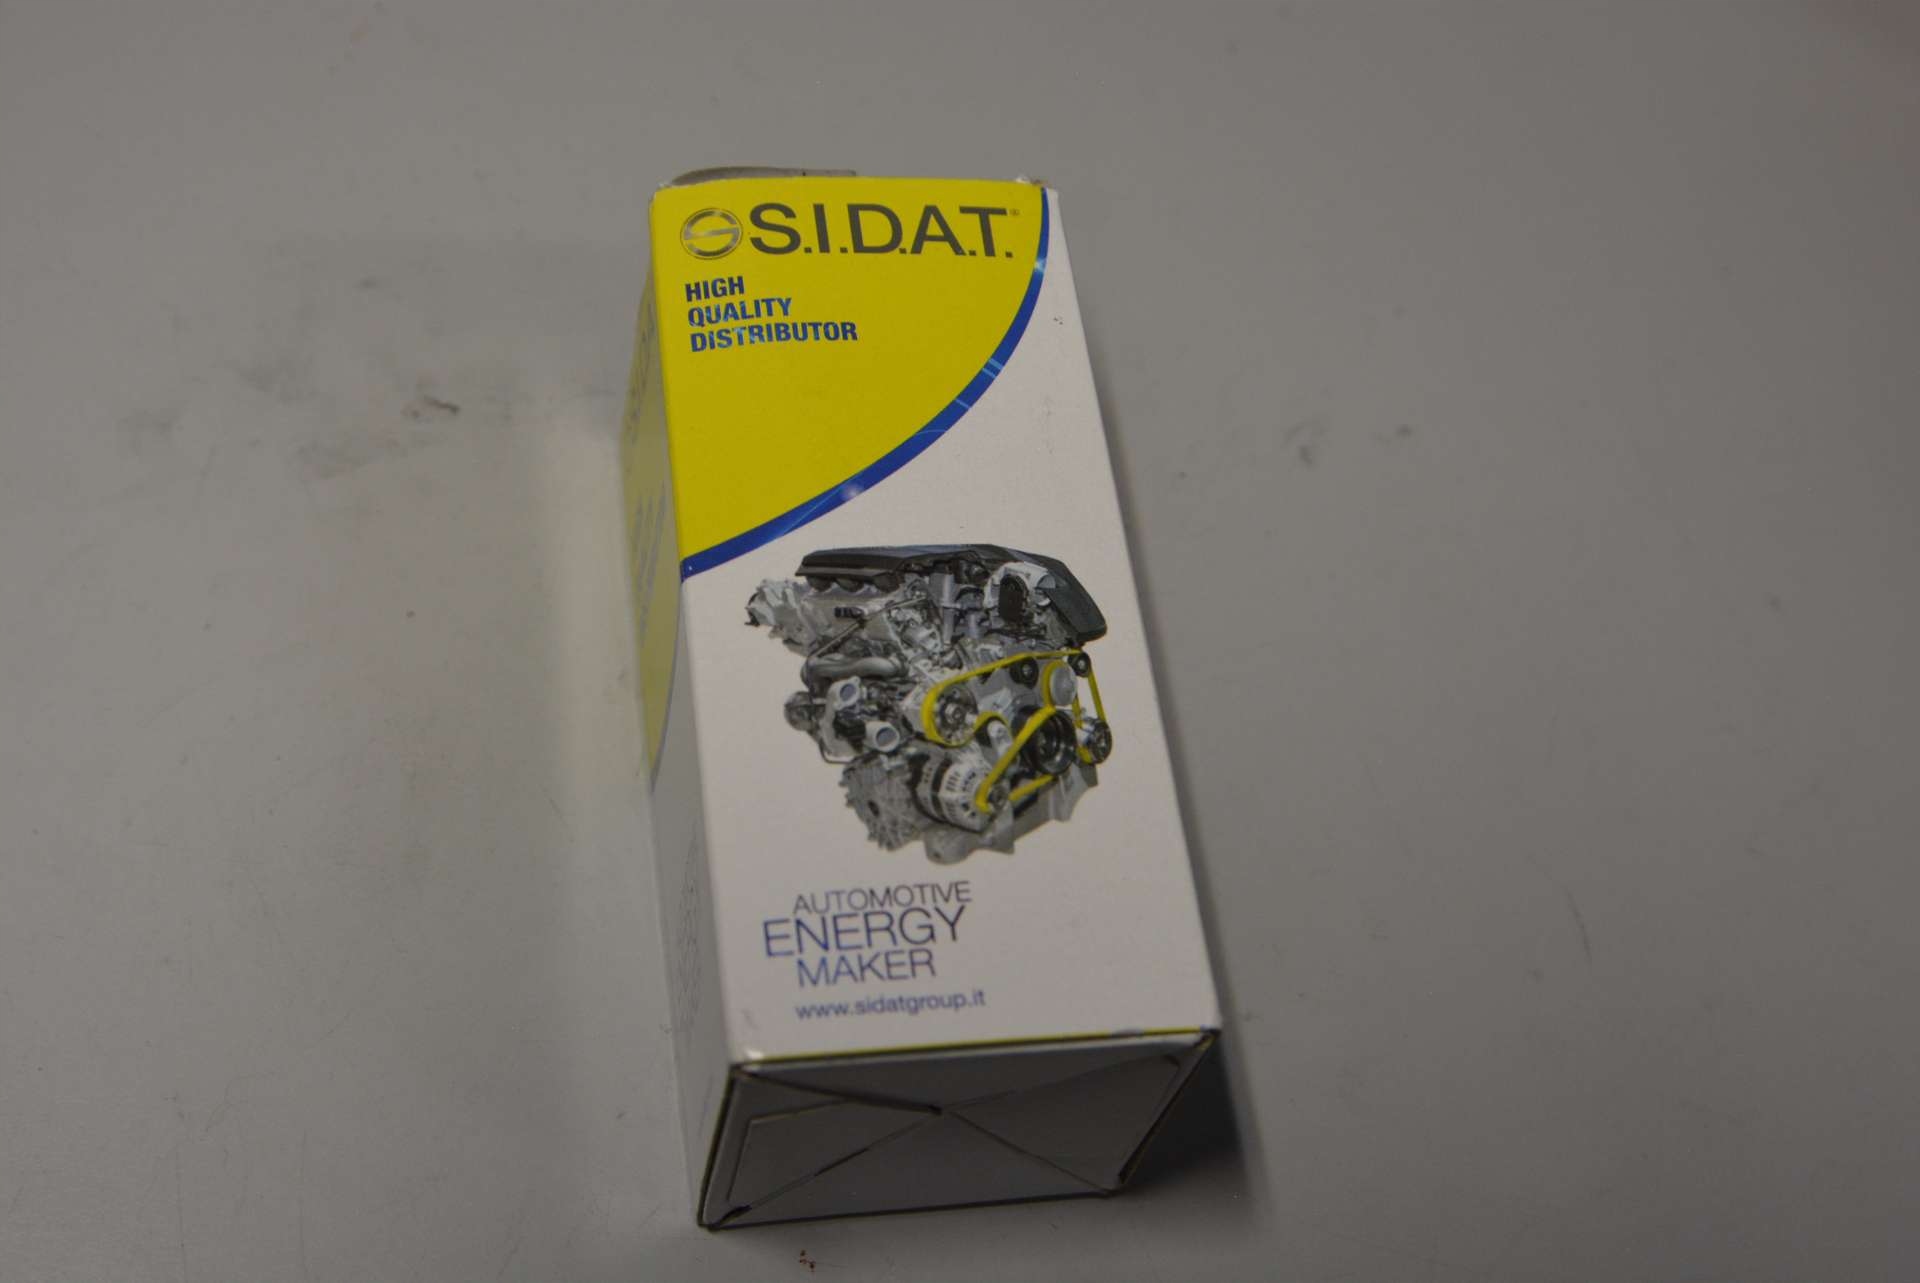 S.I.D.A.T.®
HIGH
QUALITY
DISTRIBUTOR
AUTOMOTIVE
ENERGY
MAKER
www.sidatgroup.it